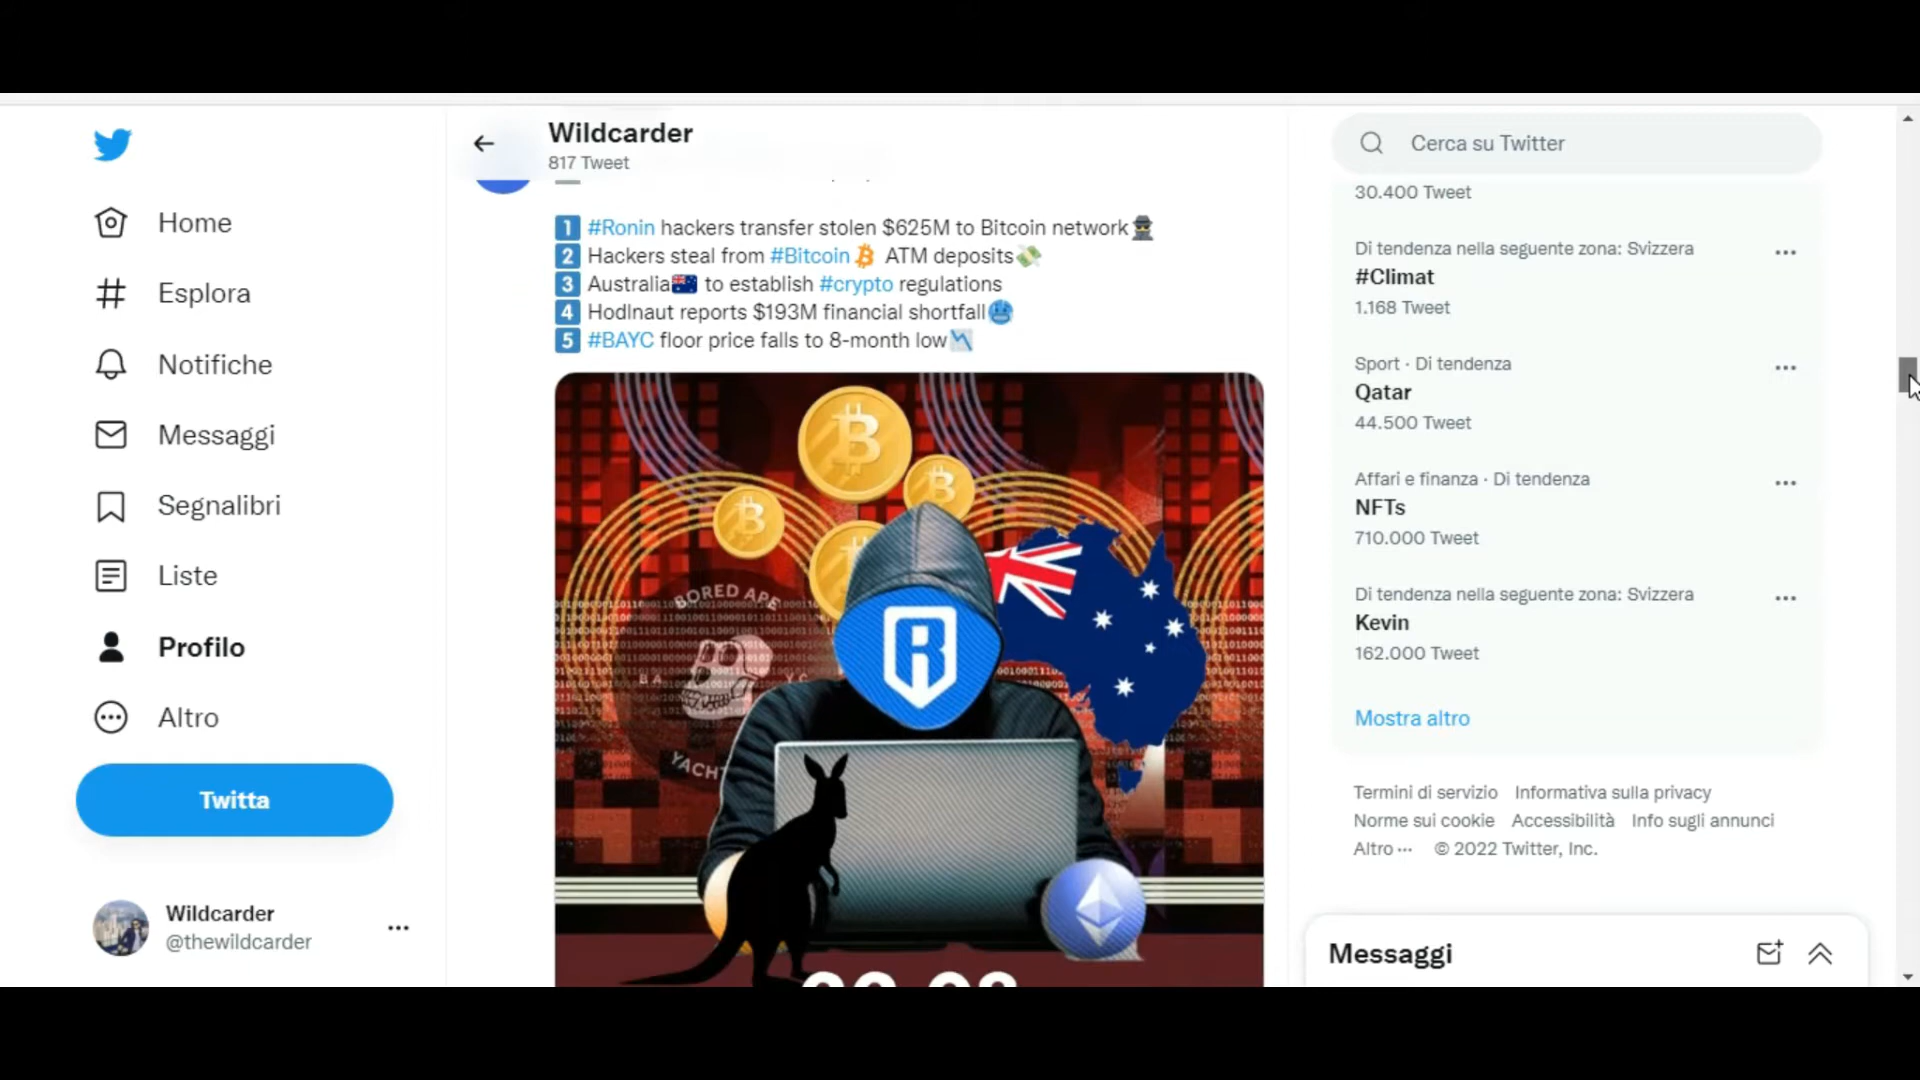 Home
Esplora
Notifiche
Messaggi
Segnalibri
Liste
Profilo
Altro
Twitta
Wildcarder
@thewildcarder
Wildcarder
817 Tweet
1 #Ronin hackers transfer stolen $625M to Bitcoin network
2 Hackers steal from #Bitcoin ATM deposits
3 Australia🇦🇺 to establish #crypto regulations
4 Hodlnaut reports $193M financial shortfall🥶
5 #BAYC floor price falls to 8-month low📉
BORED APE
BA YC
YACHT
Cerca su Twitter
30.400 Tweet
Di tendenza nella seguente zona: Svizzera
#Climat
1.168 Tweet
Sport · Di tendenza
Qatar
44.500 Tweet
Affari e finanza · Di tendenza
NFTs
710.000 Tweet
Di tendenza nella seguente zona: Svizzera
Kevin
162.000 Tweet
Mostra altro
Termini di servizio Informativa sulla privacy
Norme sui cookie Accessibilità Info sugli annunci
Altro ··· © 2022 Twitter, Inc.
Messaggi